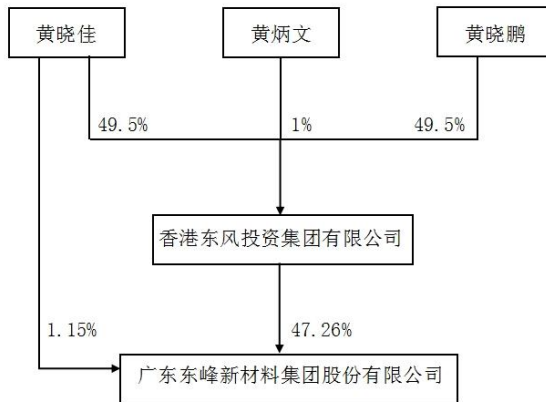 黄晓佳
黄炳文
黄晓鹏
49.5%
1%
49.5%
香港东风投资集团有限公司
1.15%
47.26%
广东东峰新材料集团股份有限公司